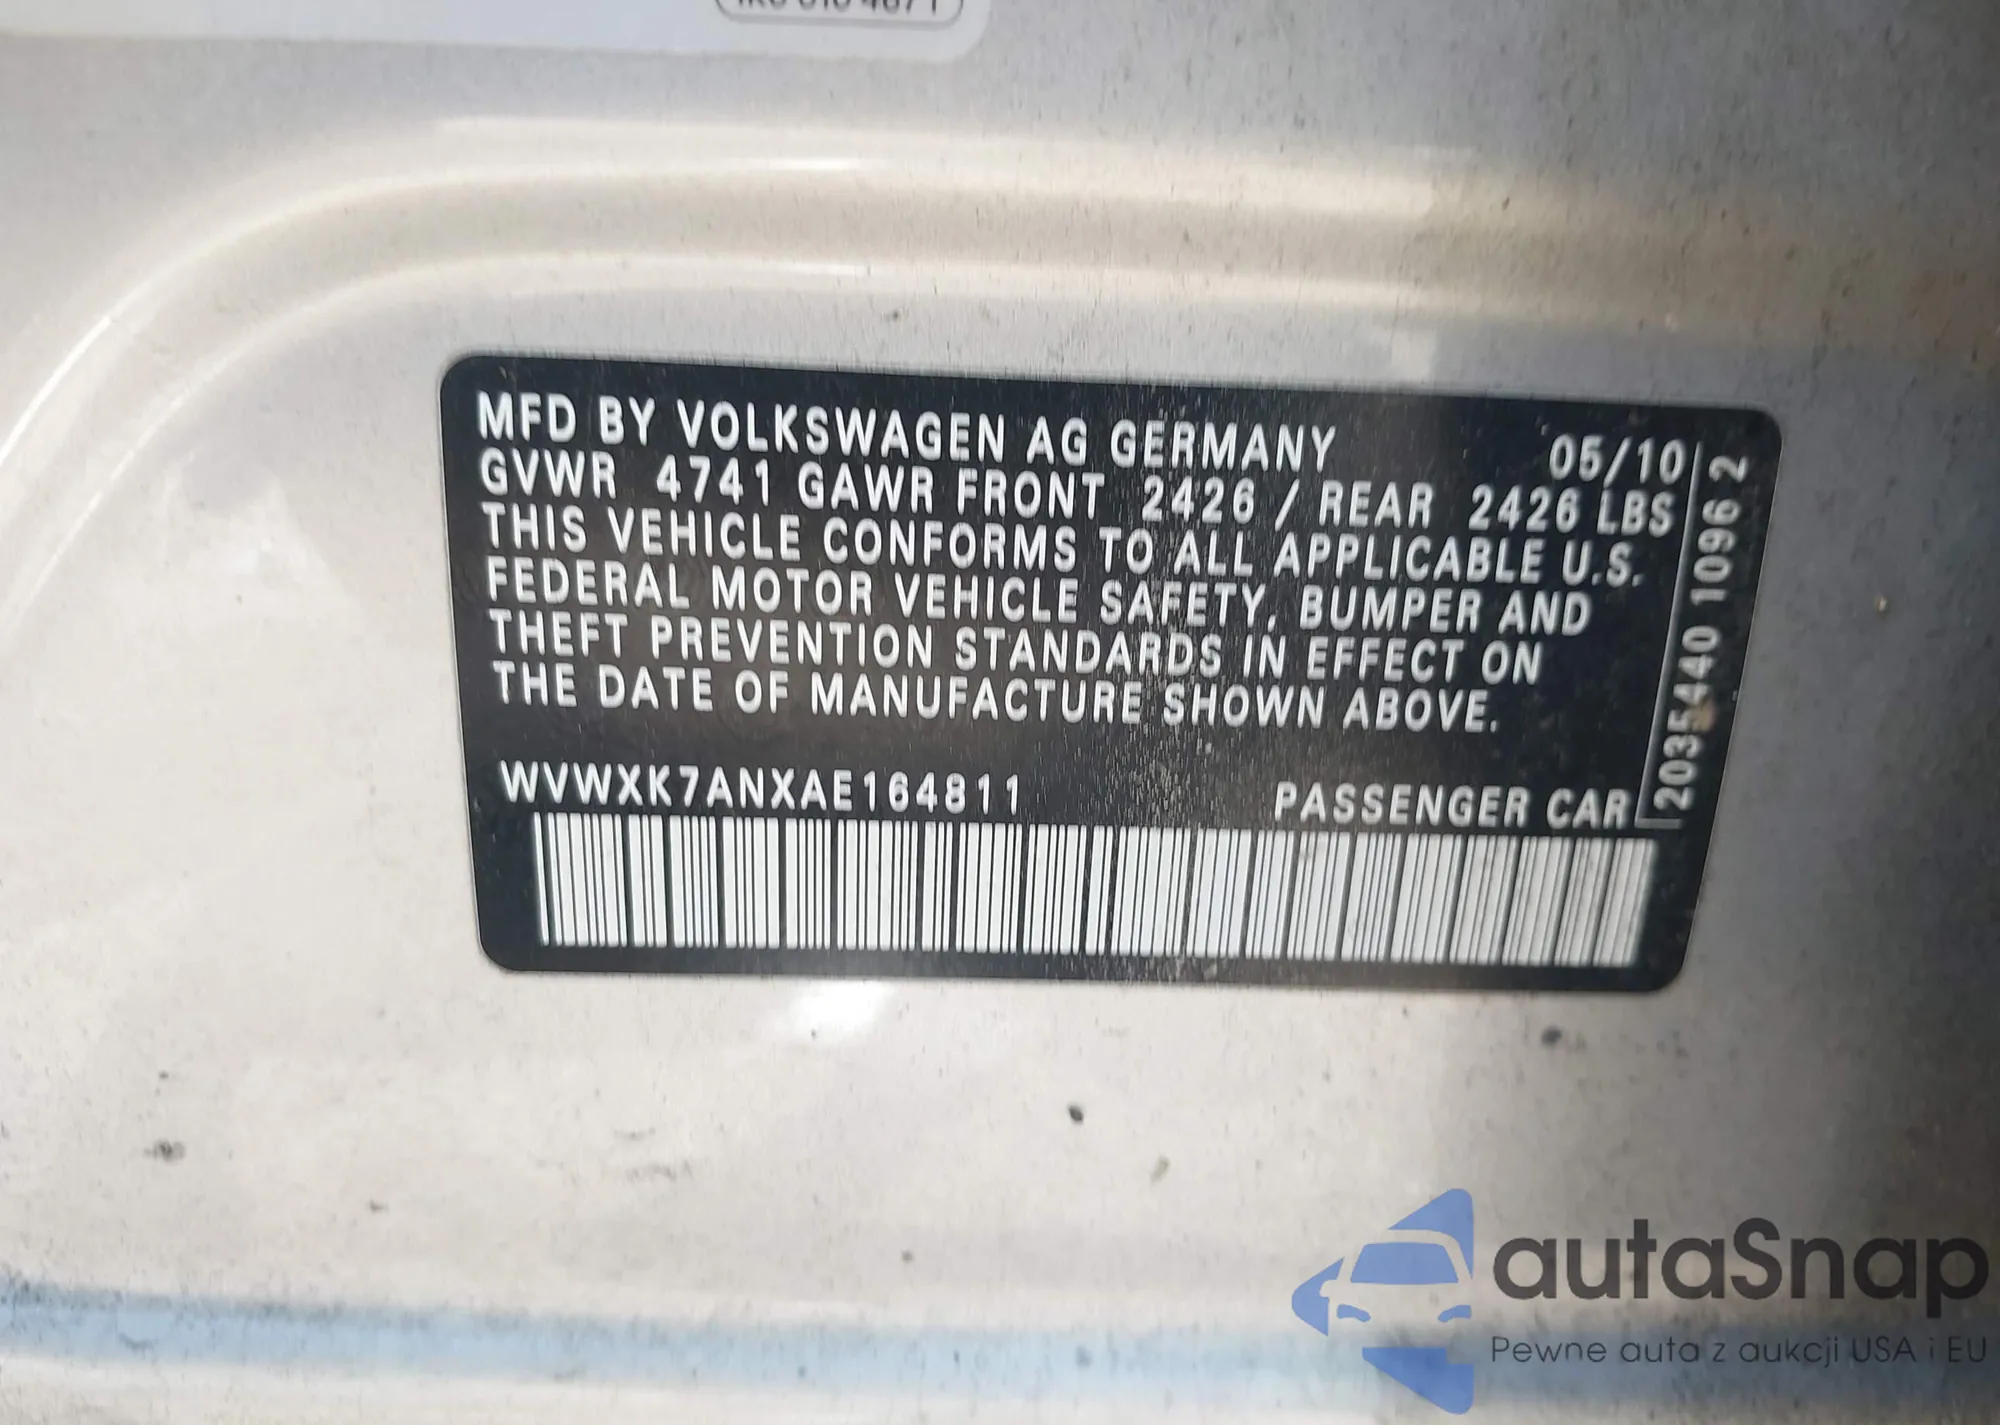 MFD BY VOLKSWAGEN AG GERMANY 05/10
GVWR 4741 GAWR FRONT 2426 / REAR 2426 LBS
THIS VEHICLE CONFORMS TO ALL APPLICABLE U.S.
FEDERAL MOTOR VEHICLE SAFETY, BUMPER AND
THEFT PREVENTION STANDARDS IN EFFECT ON
THE DATE OF MANUFACTURE SHOWN ABOVE.
WVWXK7ANXAE164811 PASSENGER CAR
2035440 1096 2
autaSnap
Pewne auta z aukcji USA i EU